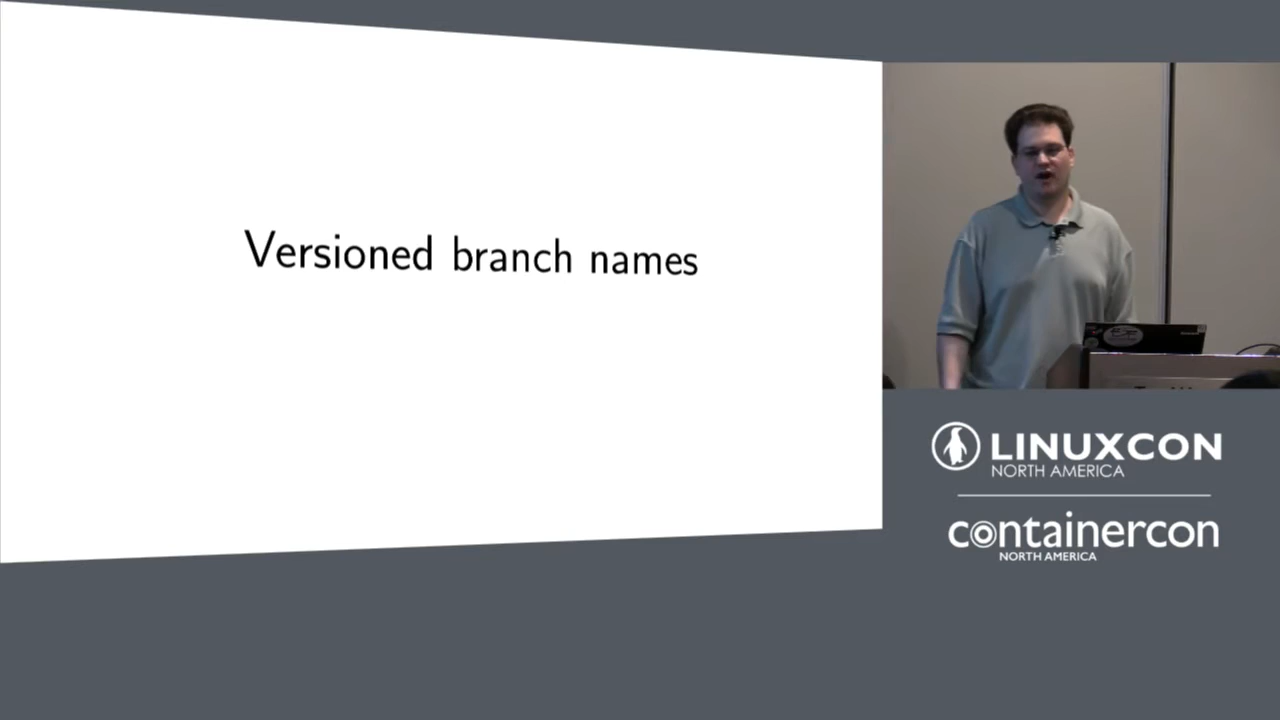 Versioned branch names
LINUXCON
NORTH AMERICA
containercon
NORTH AMERICA